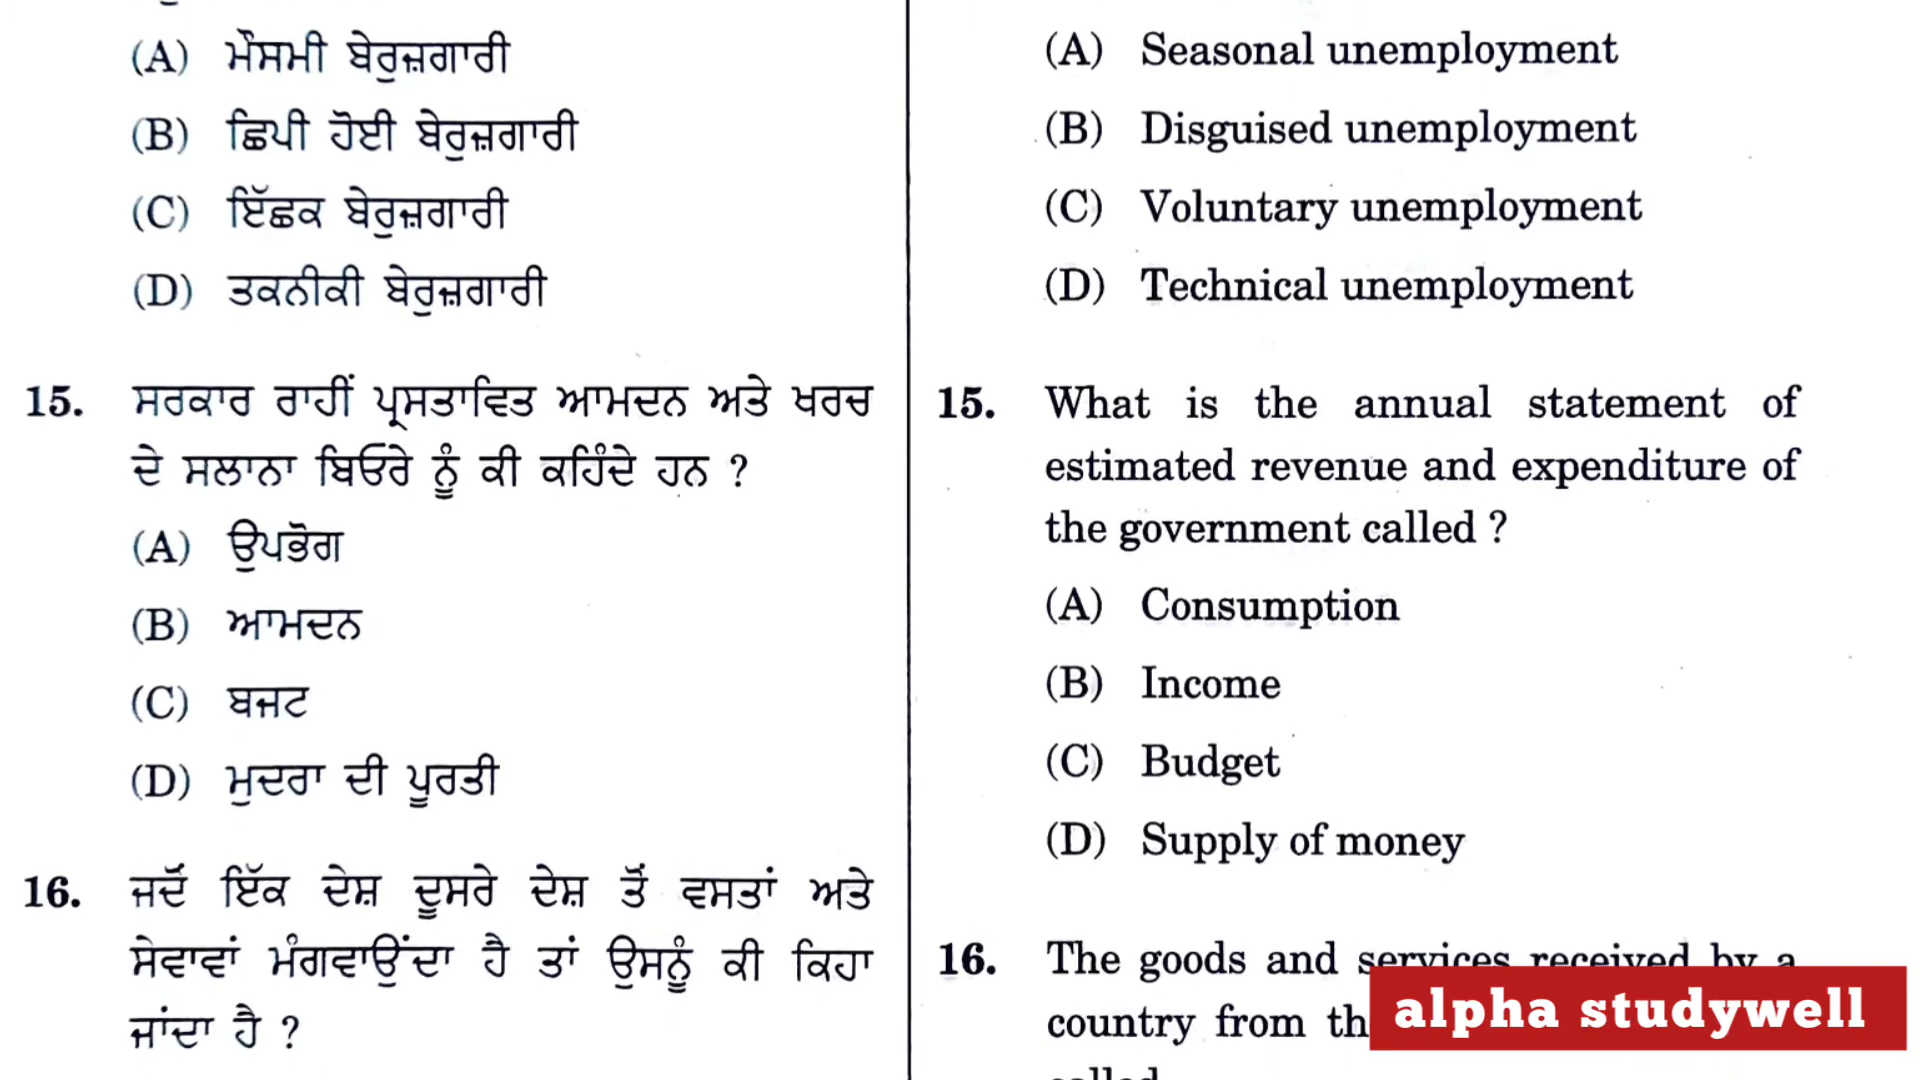 (A) ਮੌਸਮੀ ਬੇਰੁਜ਼ਗਾਰੀ
(B) ਛਿਪੀ ਹੋਈ ਬੇਰੁਜ਼ਗਾਰੀ
(C) ਇੱਛਕ ਬੇਰੁਜ਼ਗਾਰੀ
(D) ਤਕਨੀਕੀ ਬੇਰੁਜ਼ਗਾਰੀ
15. ਸਰਕਾਰ ਰਾਹੀਂ ਪ੍ਰਸਤਾਵਿਤ ਆਮਦਨ ਅਤੇ ਖਰਚ
ਦੇ ਸਲਾਨਾ ਬਿਓਰੇ ਨੂੰ ਕੀ ਕਹਿੰਦੇ ਹਨ ?
(A) ਉਪਭੋਗ
(B) ਆਮਦਨ
(C) ਬਜਟ
(D) ਮੁਦਰਾ ਦੀ ਪੂਰਤੀ
16. ਜਦੋਂ ਇੱਕ ਦੇਸ਼ ਦੂਸਰੇ ਦੇਸ਼ ਤੋਂ ਵਸਤਾਂ ਅਤੇ
ਸੇਵਾਵਾਂ ਮੰਗਵਾਉਂਦਾ ਹੈ ਤਾਂ ਉਸਨੂੰ ਕੀ ਕਿਹਾ
ਜਾਂਦਾ ਹੈ ?
(A) Seasonal unemployment
(B) Disguised unemployment
(C) Voluntary unemployment
(D) Technical unemployment
15. What is the annual statement of
estimated revenue and expenditure of
the government called ?
(A) Consumption
(B) Income
(C) Budget
(D) Supply of money
16. The goods and services received by a
country from
alpha studywell